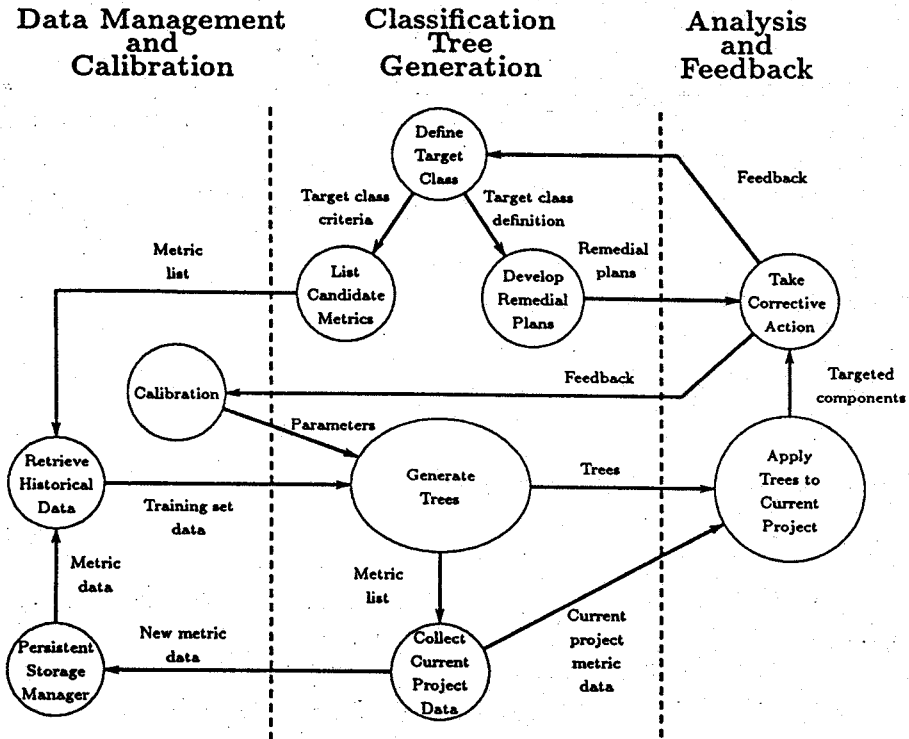 Data Management
and
Calibration
Classification
Tree
Generation
Analysis
and
Feedback
Define
Target
Class
Feedback
Target class
criteria
Target class
definition
Metric
list
List
Candidate
Metrics
Develop
Remedial
Plans
Remedial
plans
Take
Corrective
Action
Calibration
Feedback
Targeted
components
Parameters
Retrieve
Historical
Data
Training set
data
Generate
Trees
Trees
Apply
Trees to
Current
Project
Metric
data
Metric
list
Persistent
Storage
Manager
New metric
data
Collect
Current
Project
Data
Current
project
metric
data